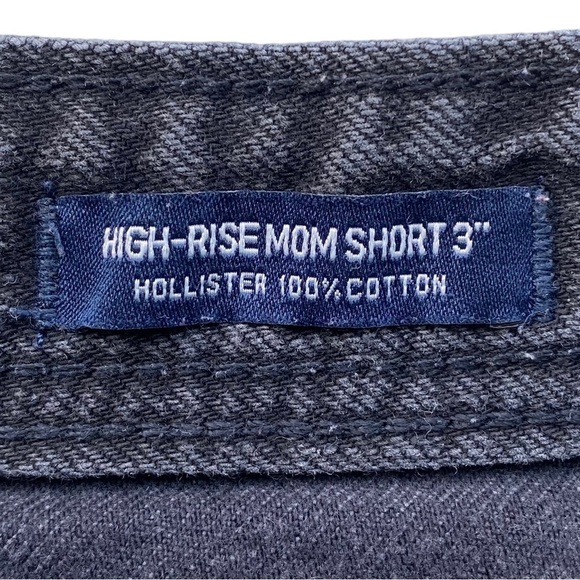 HIGH-RISE MOM SHORT 3"
HOLLISTER 100% COTTON